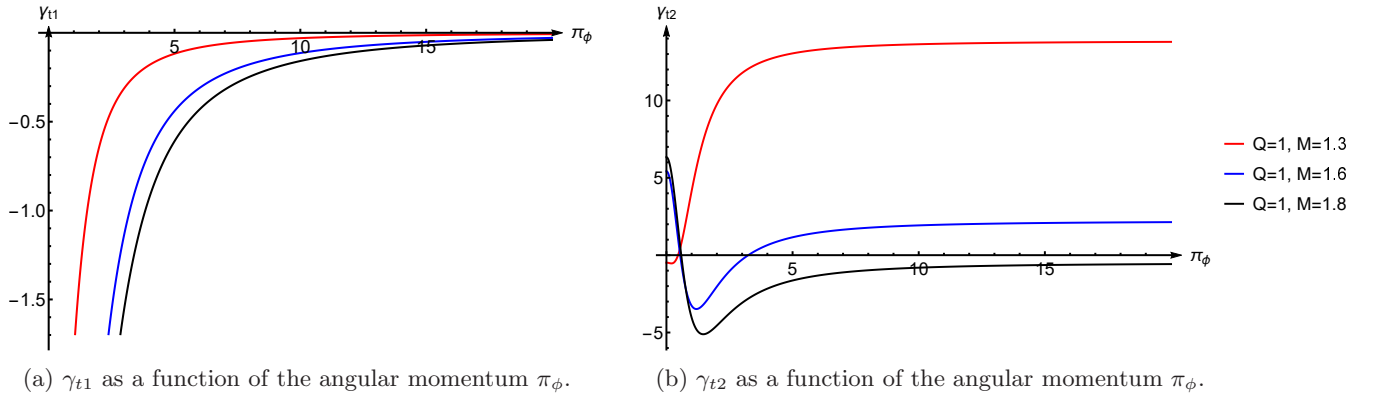 γt1
πϕ
5
10
15
−0.5
−1.0
−1.5
(a) γt1 as a function of the angular momentum πϕ.
γt2
πϕ
10
5
−5
5
10
15
Q=1, M=1.3
Q=1, M=1.6
Q=1, M=1.8
(b) γt2 as a function of the angular momentum πϕ.